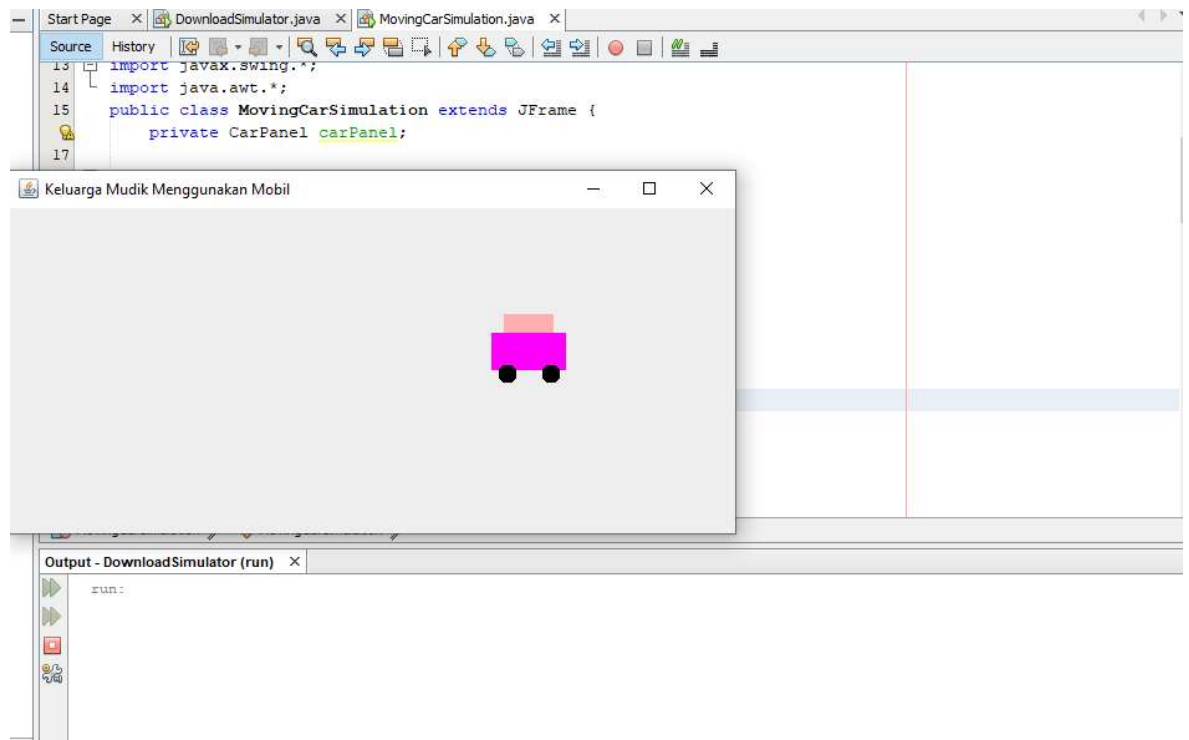 Start Page DownloadSimulator.java MovingCarSimulation.java
Source History
13 import javax.swing.*;
14 import java.awt.*;
15 public class MovingCarSimulation extends JFrame {
private CarPanel carPanel;
17
Keluarga Mudik Menggunakan Mobil
Output - DownloadSimulator (run)
run: